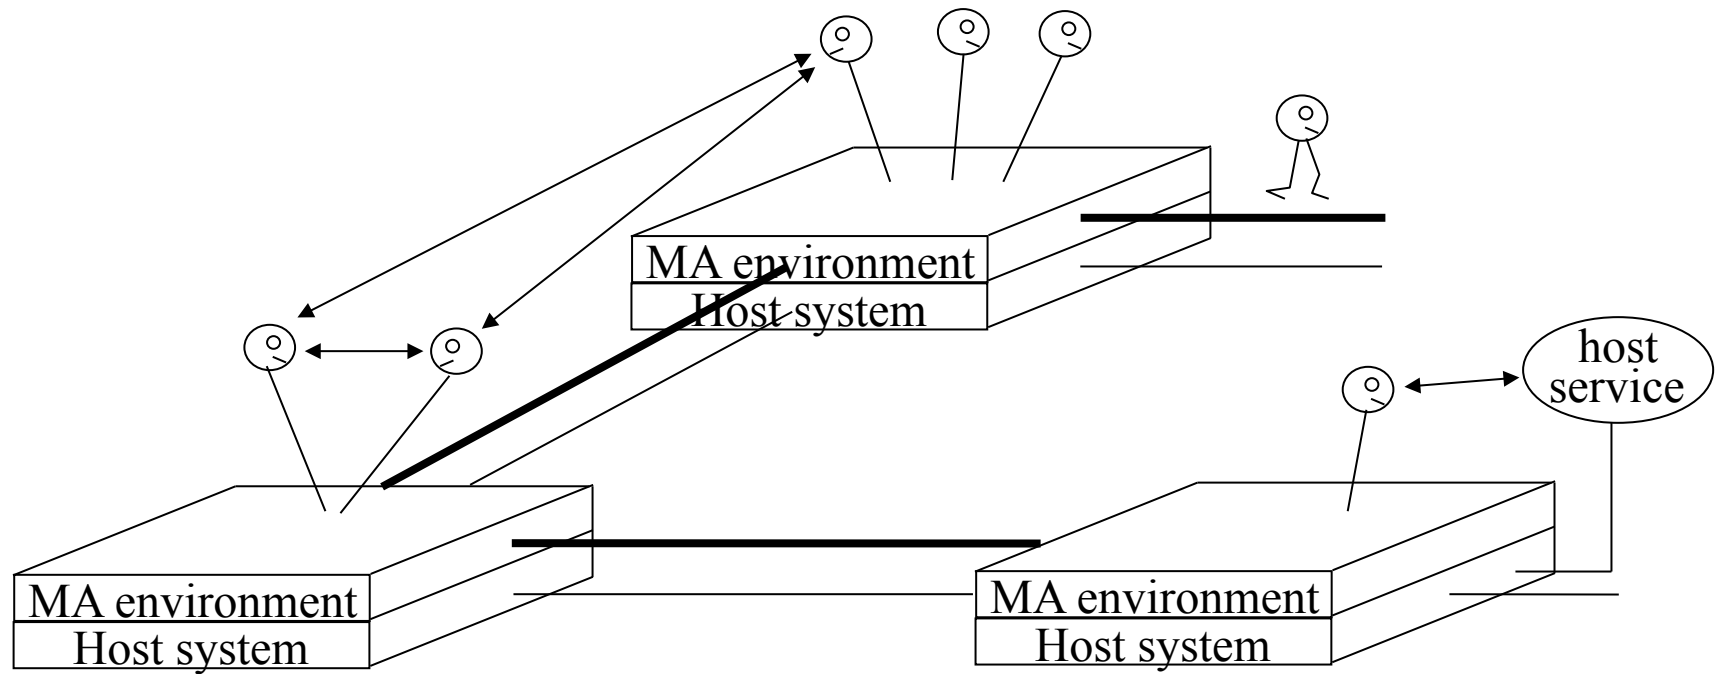 MA environment
Host system
host
service
MA environment
Host system
MA environment
Host system